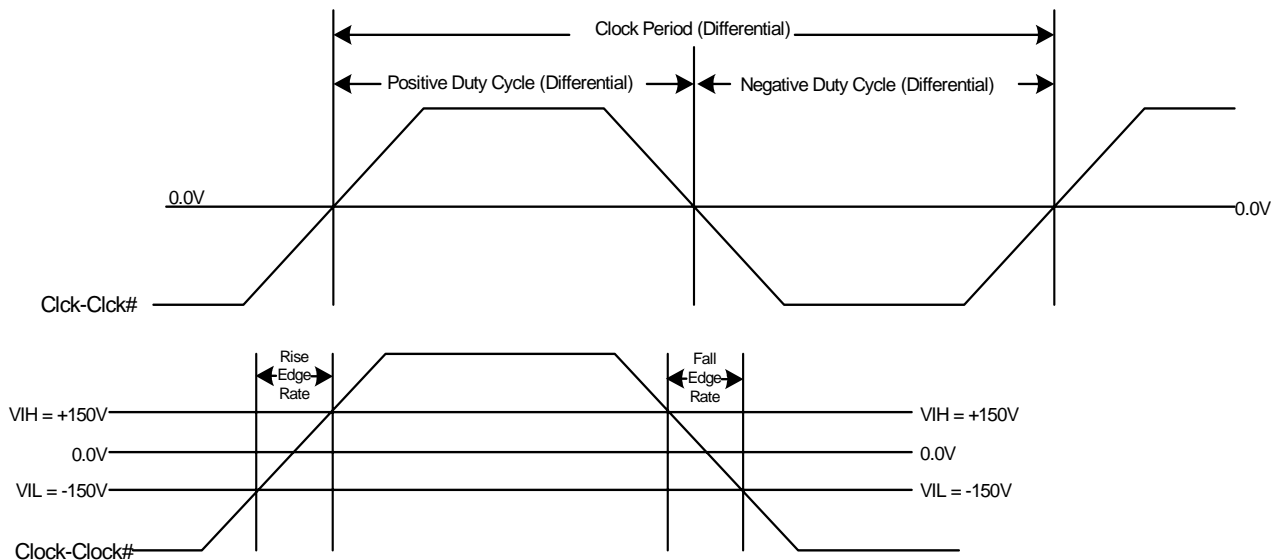 Clock Period (Differential)
Positive Duty Cycle (Differential)
Negative Duty Cycle (Differential)
0.0V
0.0V
Clck-Clck#
Rise
Edge
Rate
Fall
Edge
Rate
VIH = +150V
VIH = +150V
0.0V
0.0V
VIL = -150V
VIL = -150V
Clock-Clock#